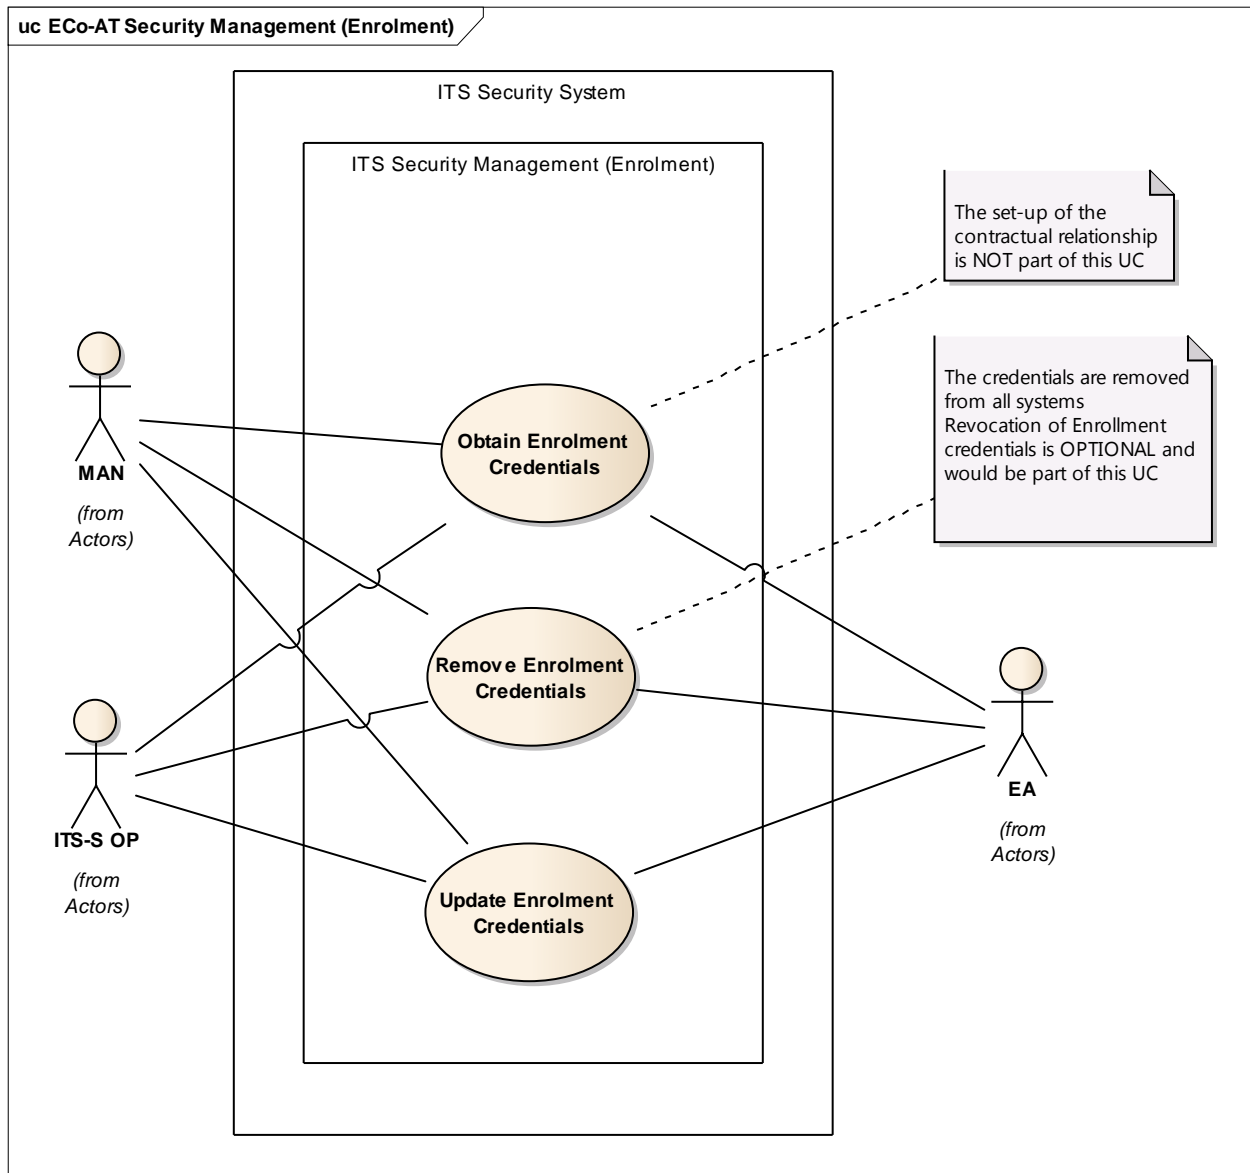 uc ECo-AT Security Management (Enrolment)
ITS Security System
ITS Security Management (Enrolment)
The set-up of the
contractual relationship
is NOT part of this UC
The credentials are removed
from all systems
Revocation of Enrollment
credentials is OPTIONAL and
would be part of this UC
Obtain Enrolment
Credentials
MAN
(from
Actors)
Remove Enrolment
Credentials
EA
(from
Actors)
ITS-S OP
(from
Actors)
Update Enrolment
Credentials